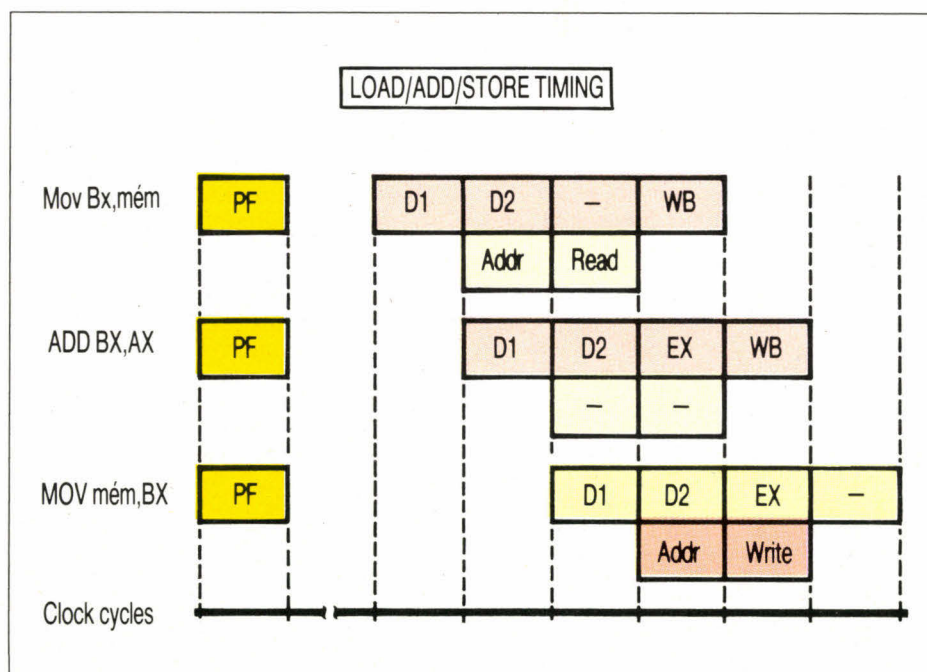 LOAD/ADD/STORE TIMING
Mov Bx,mém PF D1 D2 – WB
Addr Read
ADD BX,AX PF D1 D2 EX WB
– –
MOV mém,BX PF D1 D2 EX –
Addr Write
Clock cycles